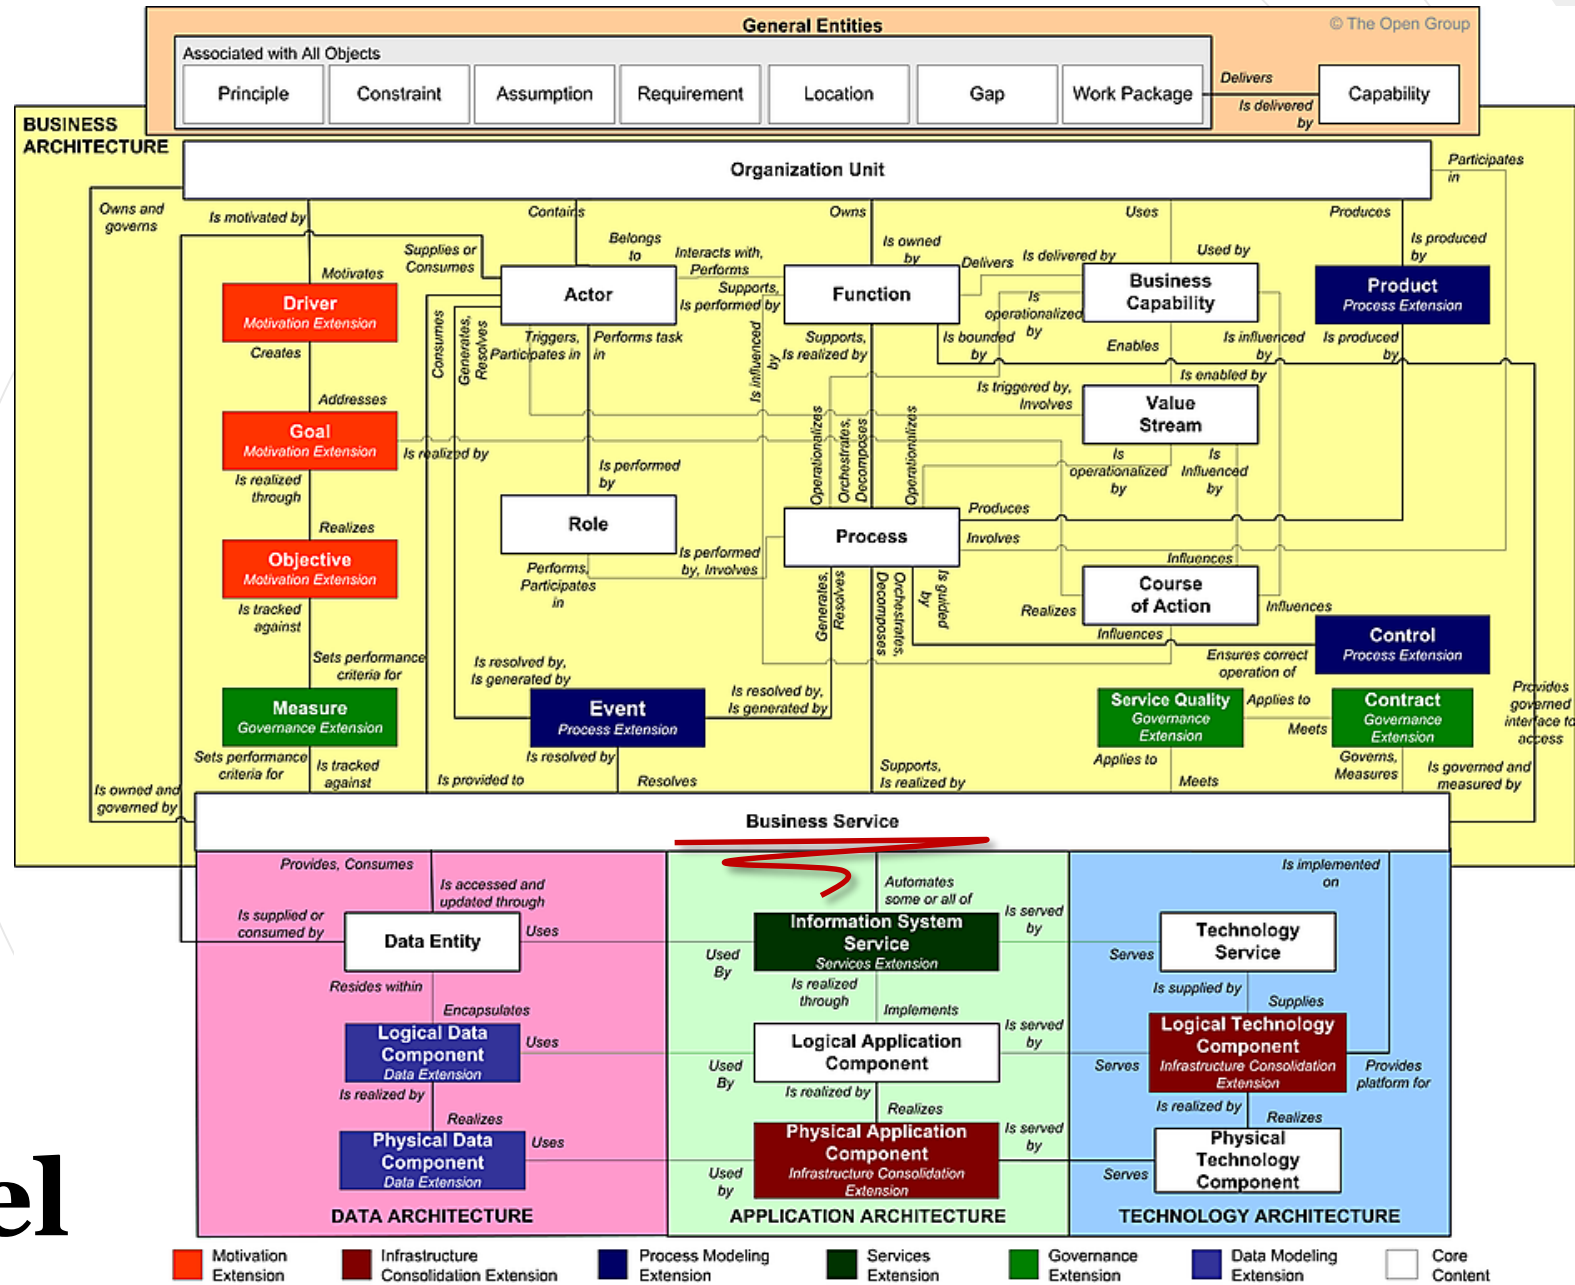 General Entities
© The Open Group
Associated with All Objects
Principle
Constraint
Assumption
Requirement
Location
Gap
Work Package
Delivers
Is delivered
by
Capability
BUSINESS
ARCHITECTURE
Organization Unit
Participates
in
Owns and
governs
Is motivated by
Contains
Owns
Uses
Produces
Supplies or
Consumes
Belongs
to
Interacts with,
Performs
Is owned
by
Delivers
Is delivered by
Used by
Is produced
by
Motivates
Driver
Motivation Extension
Actor
Supports,
Is performed by
Function
Is
operationalized
by
Business
Capability
Product
Process Extension
Creates
Consumes
Generates,
Resolves
Triggers,
Participates in
Performs task
in
Is influenced
by
Supports,
Is realized by
Is bounded
by
Enables
Is influenced
by
Is produced
by
Addresses
Is triggered by,
Involves
Is enabled by
Goal
Motivation Extension
Is realized by
Operationalizes
Orchestrates,
Decomposes
Operationalizes
Value
Stream
Is realized
through
Is performed
by
Is
operationalized
by
Is
Influenced
by
Realizes
Role
Process
Produces
Involves
Objective
Motivation Extension
Is performed
by, Involves
Influences
Performs,
Participates
in
Generates,
Resolves
Decomposes
Orchestrates,
Is guided
by
Realizes
Course
of Action
Influences
Is tracked
against
Influences
Control
Process Extension
Sets performance
criteria for
Is resolved by,
Is generated by
Ensures correct
operation of
Measure
Governance Extension
Event
Process Extension
Is resolved by,
Is generated by
Service Quality
Governance
Extension
Applies to
Meets
Contract
Governance
Extension
Provides
governed
interface to
access
Sets performance
criteria for
Is tracked
against
Is resolved by
Is provided to
Resolves
Supports,
Is realized by
Applies to
Meets
Governs,
Measures
Is governed and
measured by
Is owned and
governed by
Business Service
Provides, Consumes
Is accessed and
updated through
Automates
some or all of
Is implemented
on
Is supplied or
consumed by
Data Entity
Uses
Used
By
Information System
Service
Services Extension
Is served
by
Serves
Technology
Service
Resides within
Encapsulates
Is realized
through
Implements
Is supplied by
Supplies
Logical Data
Component
Data Extension
Uses
Used
By
Logical Application
Component
Is served
by
Serves
Logical Technology
Component
Infrastructure Consolidation
Extension
Provides
platform for
Is realized by
Realizes
Is realized by
Realizes
Is realized by
Realizes
Physical Data
Component
Data Extension
Uses
Used
by
Physical Application
Component
Infrastructure Consolidation
Extension
Is served
by
Serves
Physical
Technology
Component
el
DATA ARCHITECTURE
APPLICATION ARCHITECTURE
TECHNOLOGY ARCHITECTURE
Motivation
Extension
Infrastructure
Consolidation Extension
Process Modeling
Extension
Services
Extension
Governance
Extension
Data Modeling
Extension
Core
Content